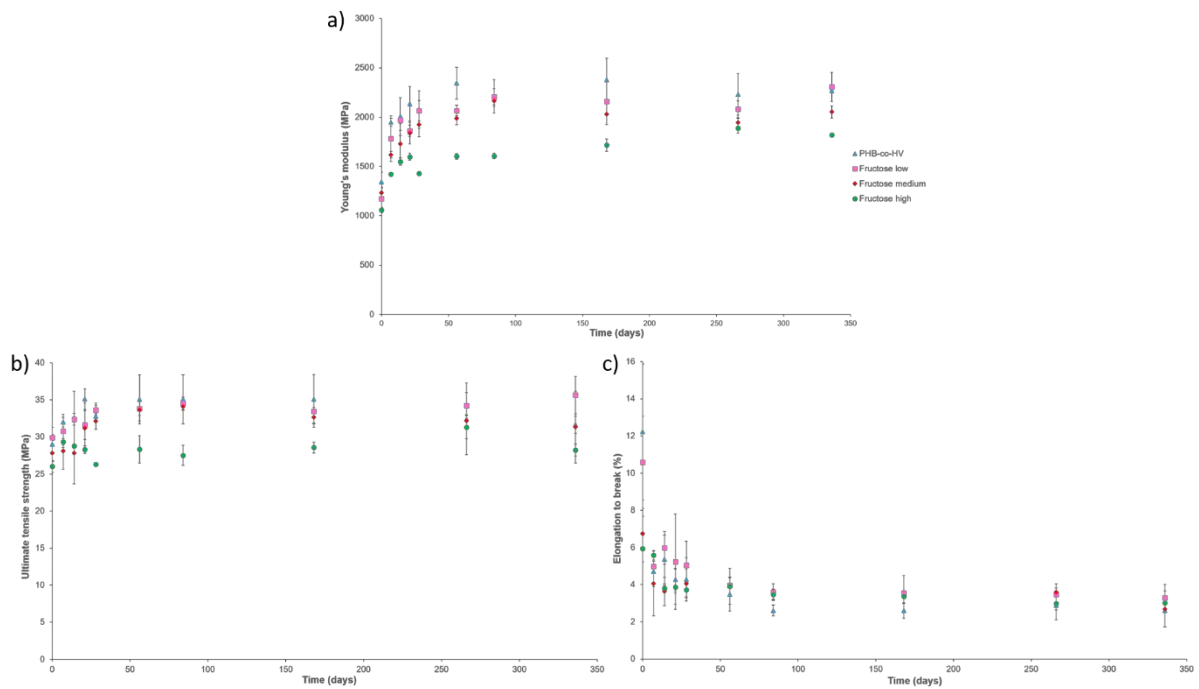 a)
3000
2500
2000
1500
1000
500
0
Young's modulus (MPa)
0 50 100 150 200 250 300 350
Time (days)
PHB-co-HV
Fructose low
Fructose medium
Fructose high
b)
40
35
30
25
20
15
10
5
0
Ultimate tensile strength (MPa)
0 50 100 150 200 250 300 350
Time (days)
c)
16
14
12
10
8
6
4
2
0
Elongation to break (%)
0 50 100 150 200 250 300 350
Time (days)